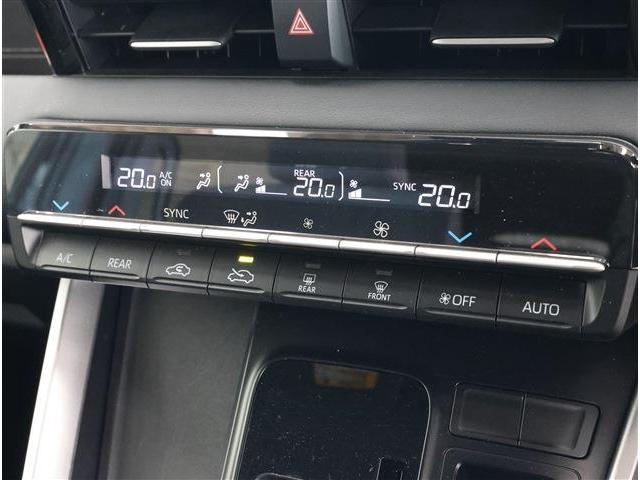 20.0 A/C ON REAR 20.0 SYNC 20.0
SYNC
A/C REAR REAR FRONT OFF AUTO